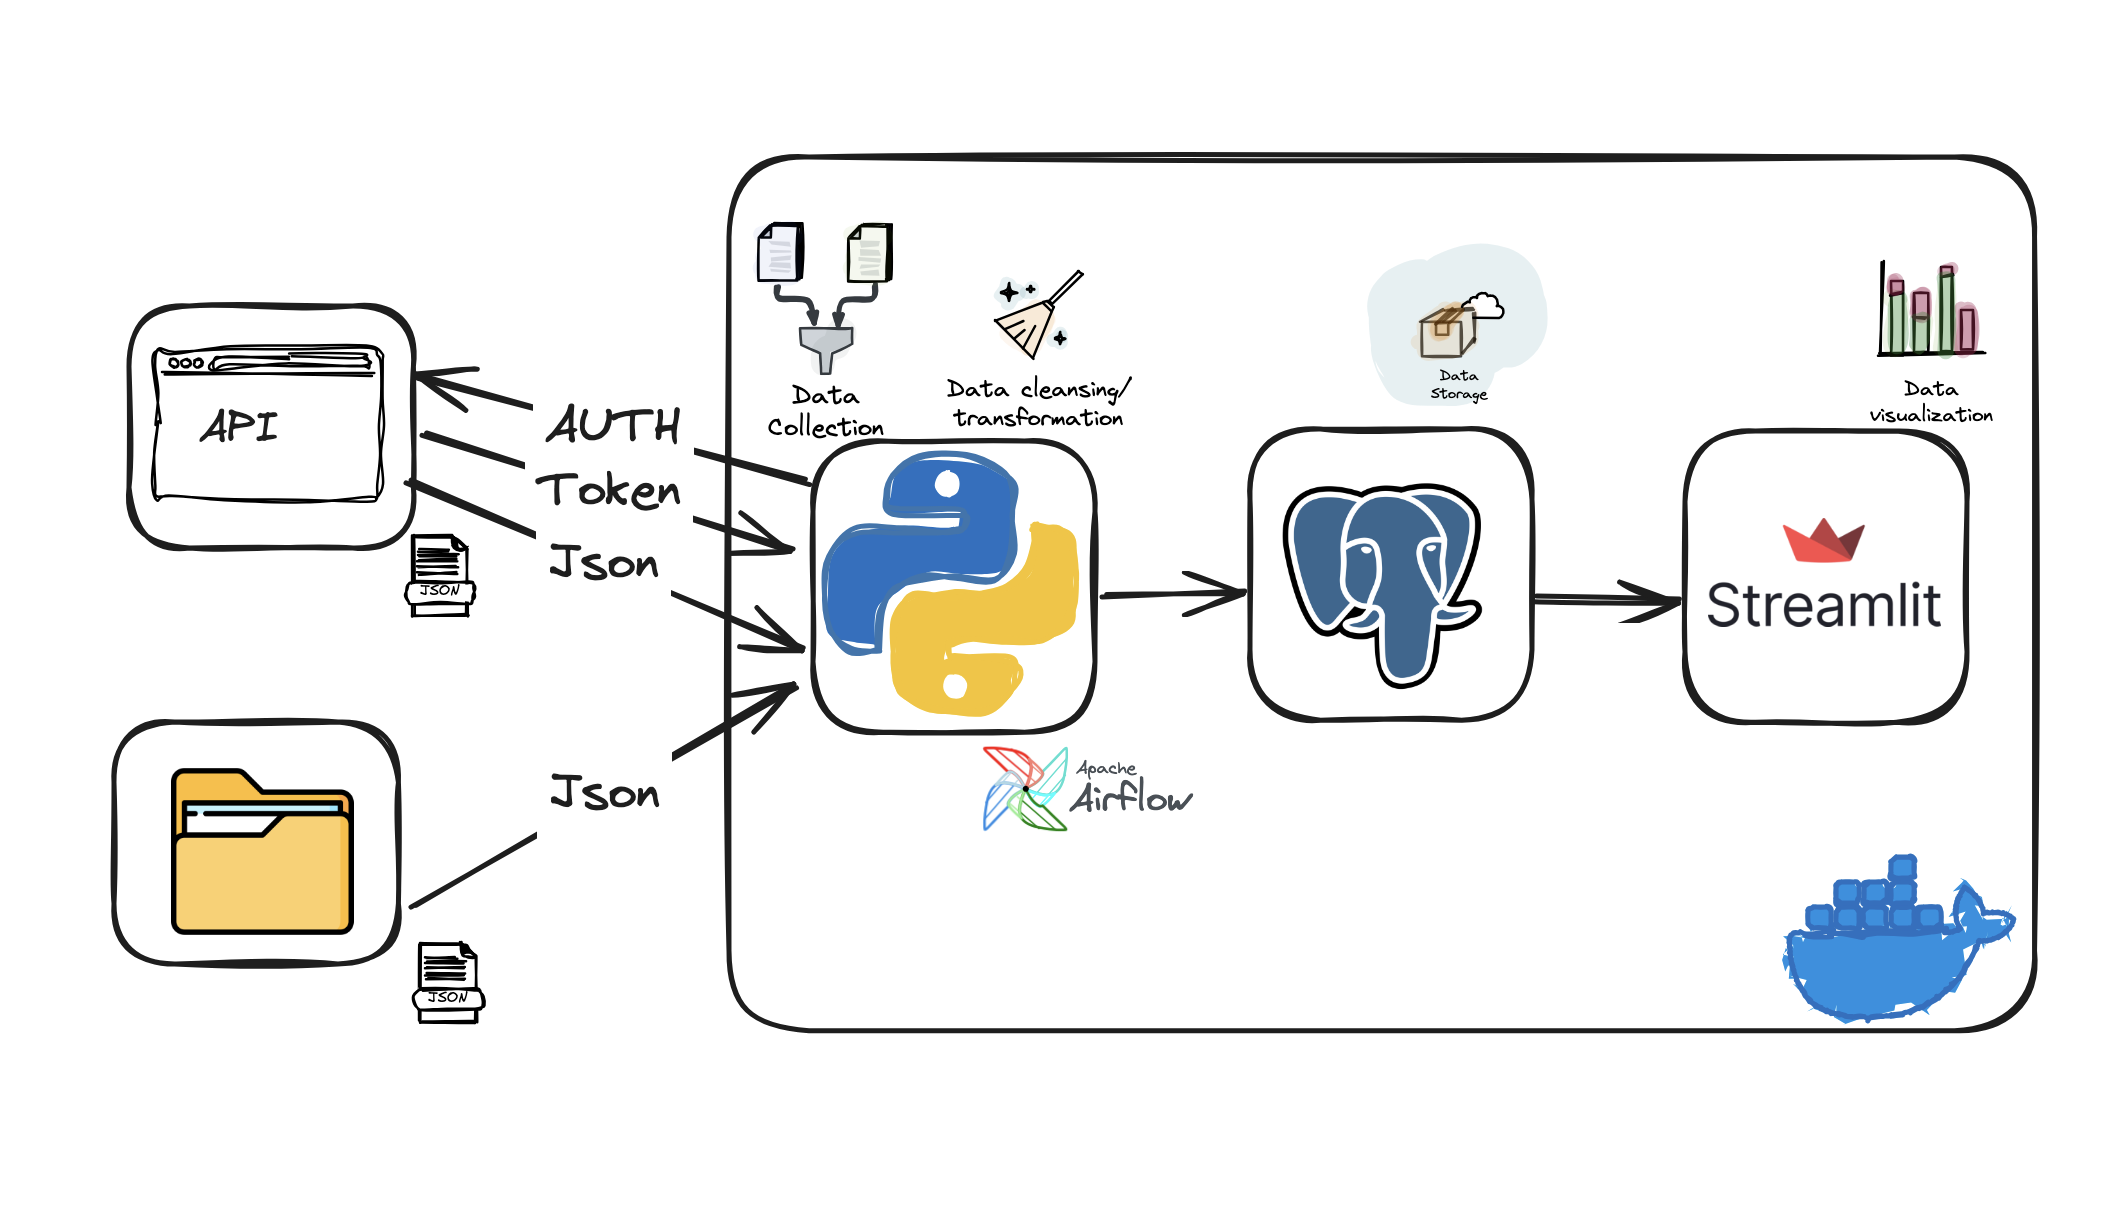 API
JSON
JSON
AUTH
Token
Json
Json
Data
Collection
Data cleansing/
transformation
Data
Storage
Data
visualization
Streamlit
Apache
Airflow